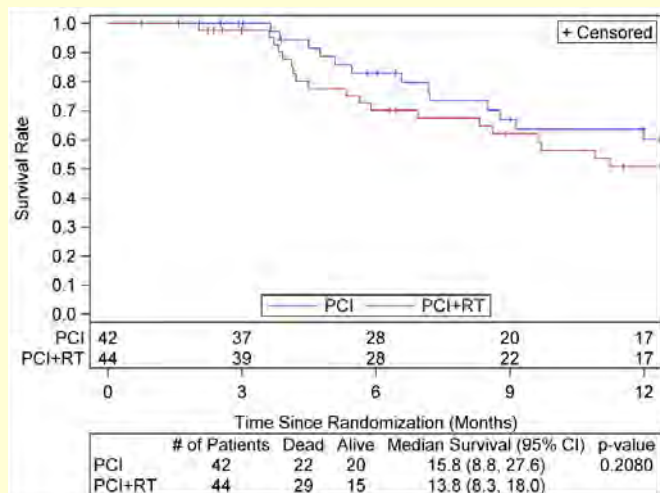 1.0
+ Censored
0.9
0.8
0.7
0.6
0.5
0.4
0.3
0.2
0.1
0.0
Survival Rate
PCI PCI+RT
PCI 42 37 28 20 17
PCI+RT 44 39 28 22 17
0 3 6 9 12
Time Since Randomization (Months)
# of Patients Dead Alive Median Survival (95% CI) p-value
PCI 42 22 20 15.8 (8.8, 27.6) 0.2080
PCI+RT 44 29 15 13.8 (8.3, 18.0)